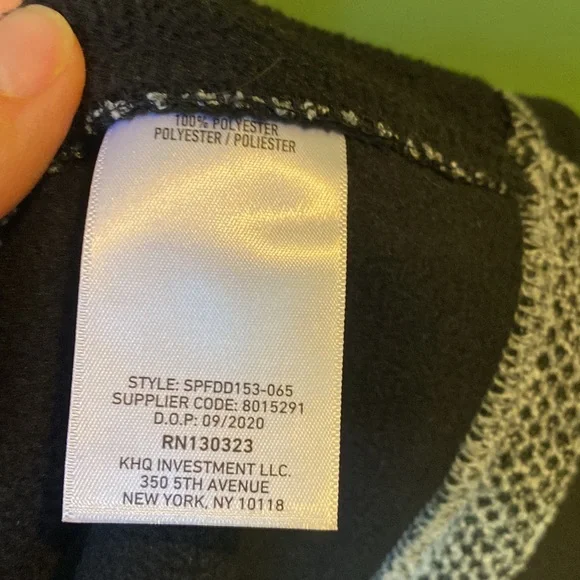 100% POLYESTER
POLYESTER / POLIESTER
STYLE: SPFDD153-065
SUPPLIER CODE: 8015291
D.O.P: 09/2020
RN130323
KHQ INVESTMENT LLC.
350 5TH AVENUE
NEW YORK, NY 10118